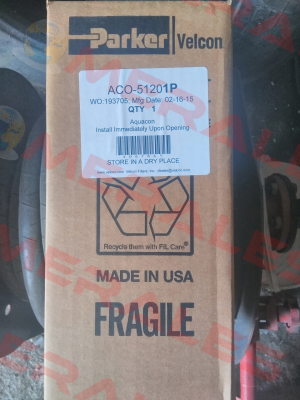 Parker Velcon
ACO-51201P
WO:193705; Mfg Date: 02-16-15
QTY 1
Aquacon
Install Immediately Upon Opening
STORE IN A DRY PLACE
Recycle them with FIL Care
MADE IN USA
FRAGILE